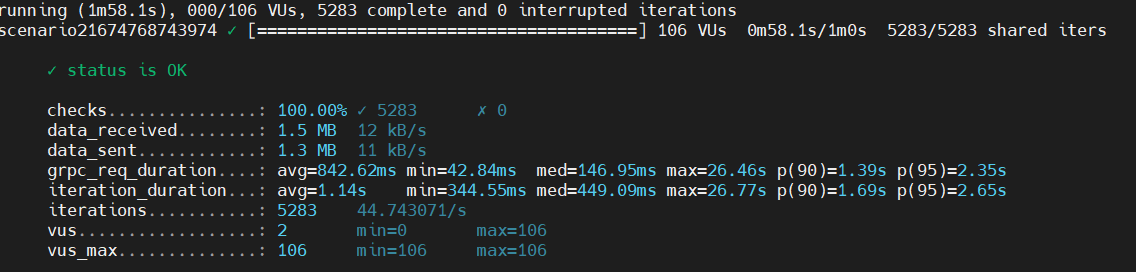 running (1m58.1s), 000/106 VUs, 5283 complete and 0 interrupted iterations
scenario21674768743974 ✓ [======================================] 106 VUs  0m58.1s/1m0s  5283/5283 shared iters
✓ status is OK
checks...............: 100.00% ✓ 5283      ✗ 0
data_received........: 1.5 MB  12 kB/s
data_sent............: 1.3 MB  11 kB/s
grpc_req_duration....: avg=842.62ms min=42.84ms  med=146.95ms max=26.46s p(90)=1.39s p(95)=2.35s
iteration_duration...: avg=1.14s    min=344.55ms med=449.09ms max=26.77s p(90)=1.69s p(95)=2.65s
iterations...........: 5283    44.743071/s
vus..................: 2       min=0       max=106
vus_max..............: 106     min=106     max=106